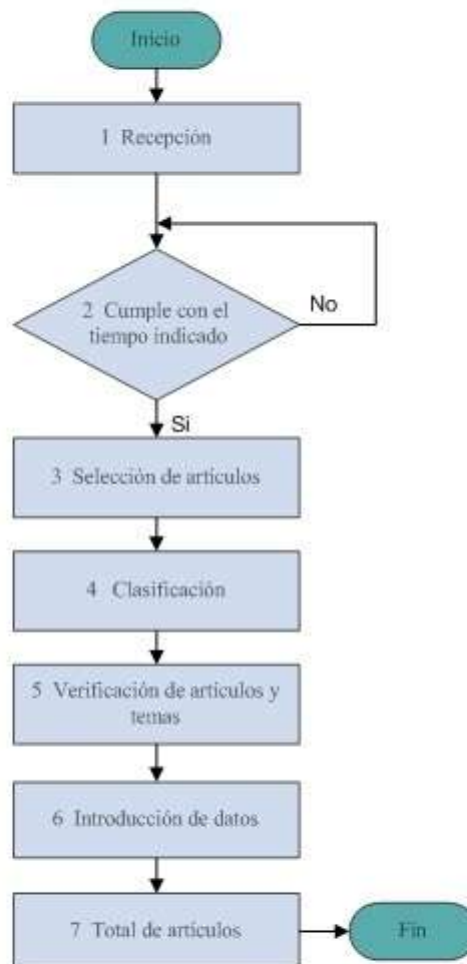 Inicio
1 Recepción
2 Cumple con el
tiempo indicado
No
Si
3 Selección de artículos
4 Clasificación
5 Verificación de artículos y
temas
6 Introducción de datos
7 Total de artículos
Fin